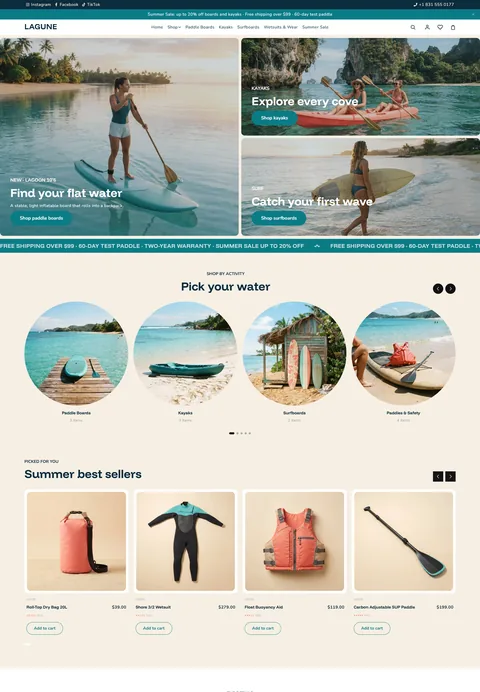 Instagram Facebook TikTok
+1 831 555 0177
Summer Sale: up to 20% off boards and kayaks · Free shipping over $99 · 60-day test paddle
LAGUNE
Home Shop Paddle Boards Kayaks Surfboards Wetsuits & Wear Summer Sale
NEW · LAGOON 10'6
Find your flat water
A stable, light inflatable board that rolls into a backpack.
Shop paddle boards
KAYAKS
Explore every cove
Shop kayaks
SURF
Catch your first wave
Shop surfboards
FREE SHIPPING OVER $99 · 60-DAY TEST PADDLE · TWO-YEAR WARRANTY · SUMMER SALE UP TO 20% OFF
FREE SHIPPING OVER $99 · 60-DAY TEST PADDLE
SHOP BY ACTIVITY
Pick your water
Paddle Boards
Kayaks
Surfboards
Paddles & Safety
PICKED FOR YOU
Summer best sellers
Roll-Top Dry Bag 20L $39.00
Add to cart
Shore 3/2 Wetsuit $279.00
Add to cart
Float Buoyancy Aid $119.00
Add to cart
Carbon Adjustable SUP Paddle $199.00
Add to cart